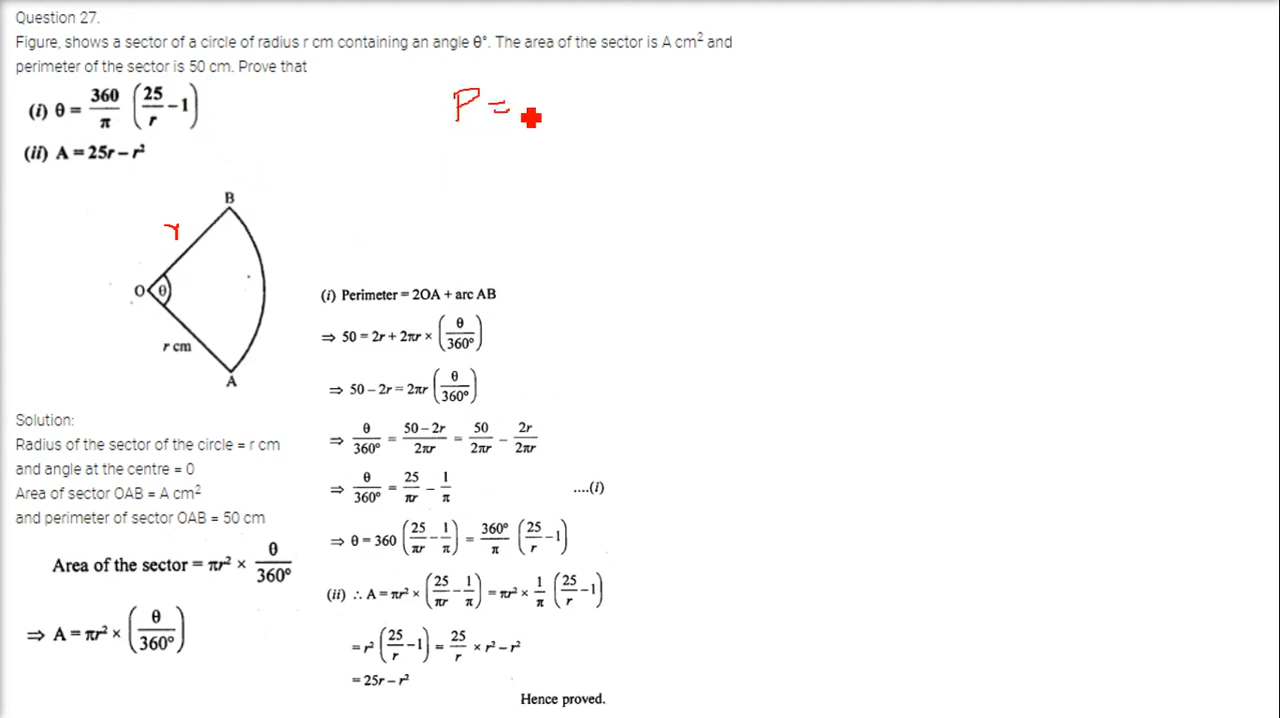 Question 27.
Figure, shows a sector of a circle of radius r cm containing an angle θ°. The area of the sector is A cm² and
perimeter of the sector is 50 cm. Prove that
(i) θ = 360/π (25/r − 1)
(ii) A = 25r − r²
P =
B
r
O θ
r cm
A
Solution:
Radius of the sector of the circle = r cm
and angle at the centre = 0
Area of sector OAB = A cm²
and perimeter of sector OAB = 50 cm
Area of the sector = πr² × θ/360°
⇒ A = πr² × (θ/360°)
(i) Perimeter = 2OA + arc AB
⇒ 50 = 2r + 2πr × (θ/360°)
⇒ 50 − 2r = 2πr (θ/360°)
⇒ θ/360° = (50 − 2r)/2πr = 50/2πr − 2r/2πr
⇒ θ/360° = 25/πr − 1/π ....(i)
⇒ θ = 360 (25/πr − 1/π) = 360°/π (25/r − 1)
(ii) ∴ A = πr² × (25/πr − 1/π) = πr² × 1/π (25/r − 1)
= r² (25/r − 1) = 25/r × r² − r²
= 25r − r²
Hence proved.